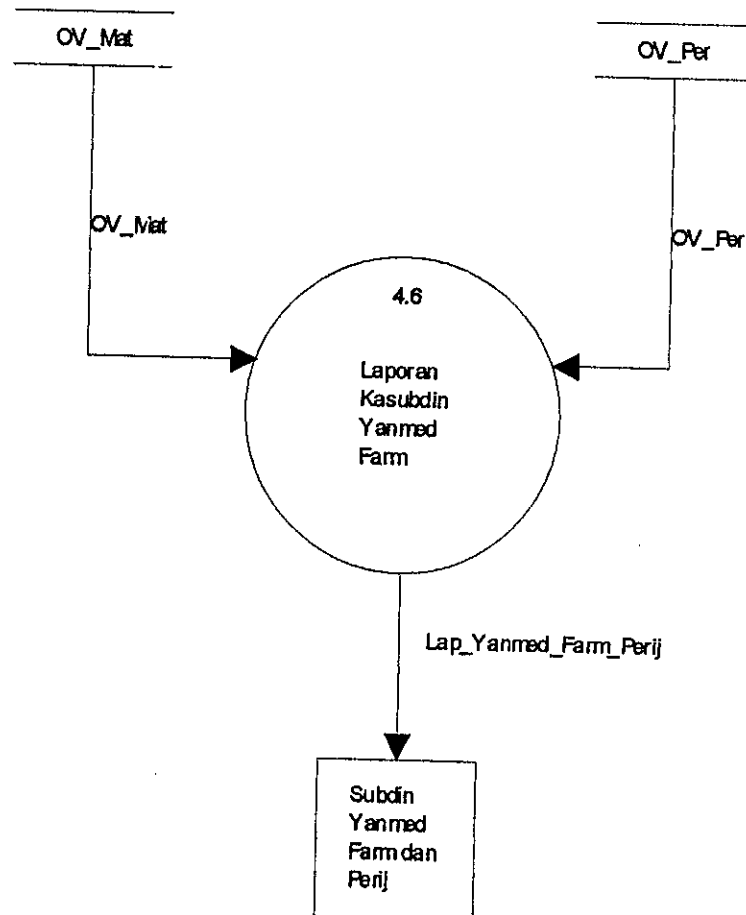 OV_Mat
OV_Per
OV_Mat
OV_Per
4.6
Laporan
Kasubdin
Yanmed
Farm
Lap_Yanmed_Farm_Perij
Subdin
Yanmed
Farm dan
Perij